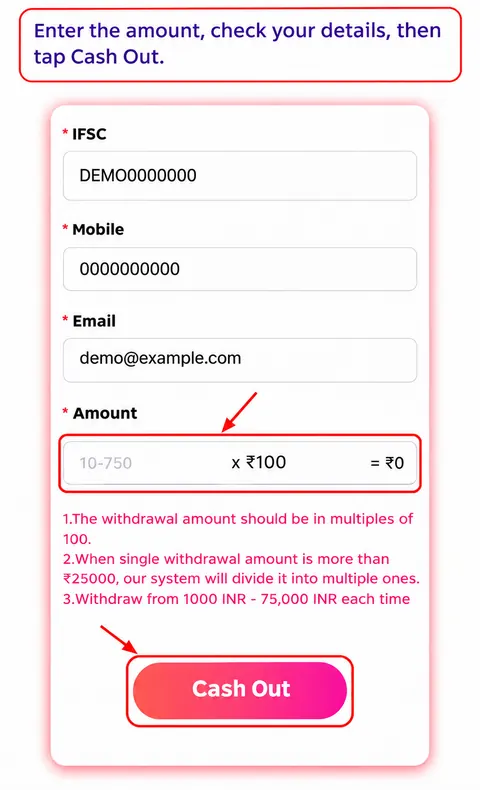 Enter the amount, check your details, then
tap Cash Out.
* IFSC
DEMO0000000
* Mobile
0000000000
* Email
demo@example.com
* Amount
10-750 x ₹100 = ₹0
1.The withdrawal amount should be in multiples of
100.
2.When single withdrawal amount is more than
₹25000, our system will divide it into multiple ones.
3.Withdraw from 1000 INR - 75,000 INR each time
Cash Out